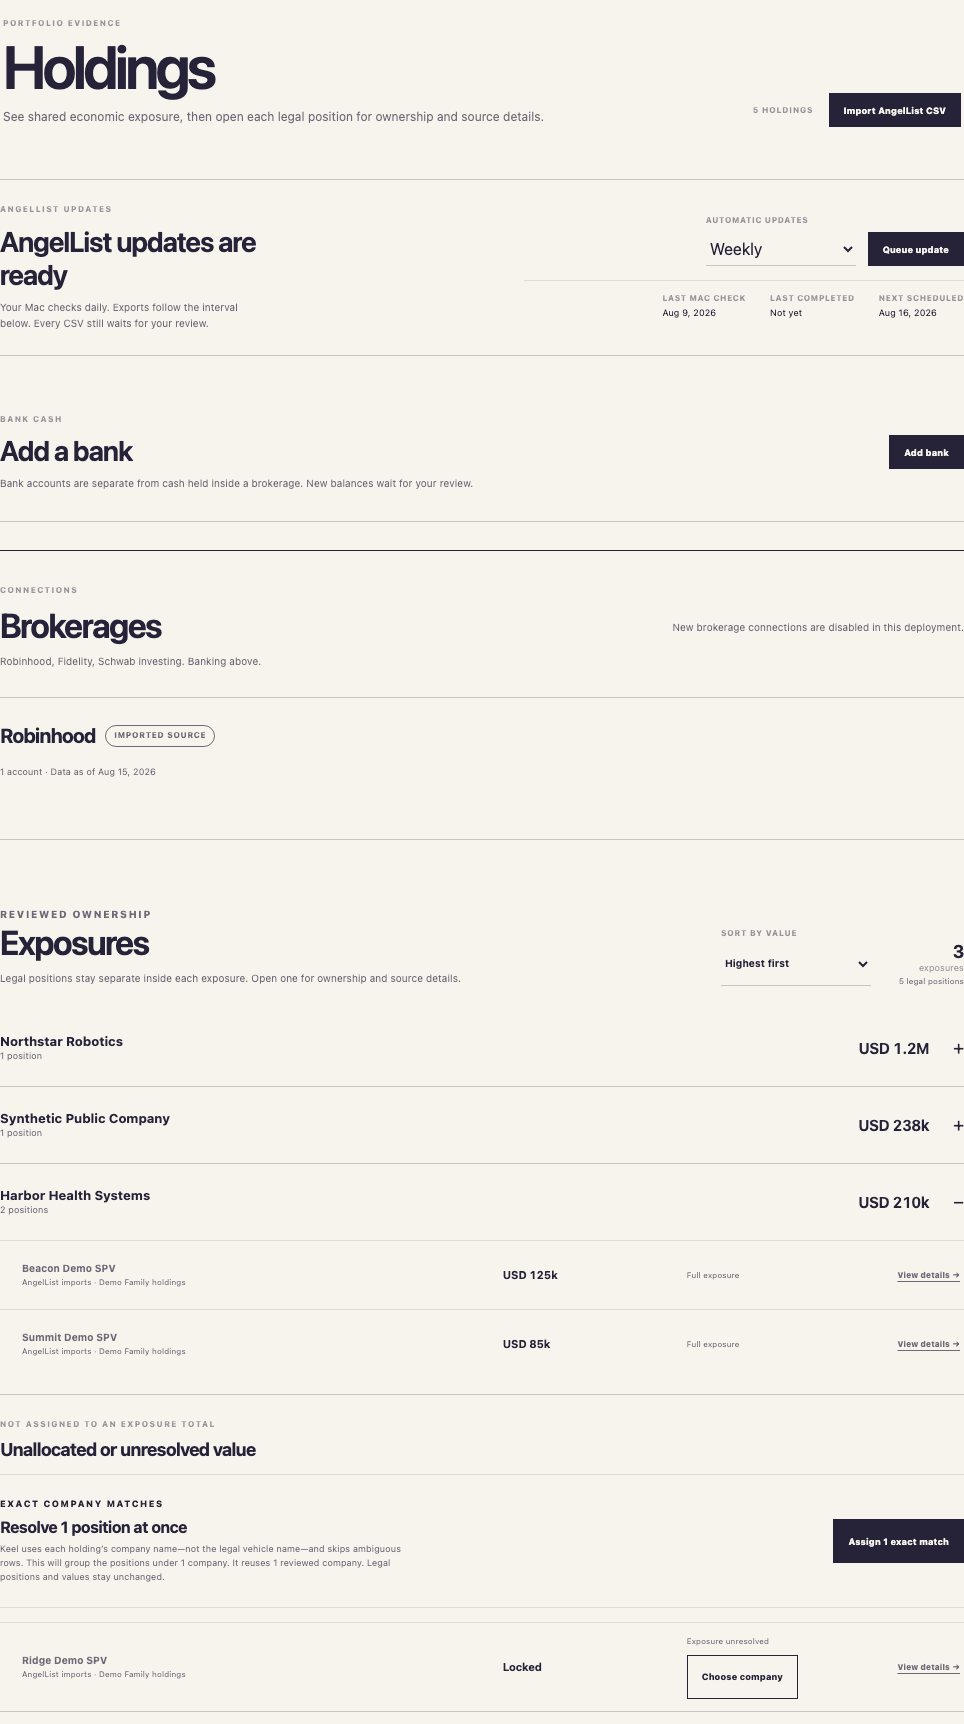 PORTFOLIO EVIDENCE
Holdings
See shared economic exposure, then open each legal position for ownership and source details.
5 HOLDINGS
Import AngelList CSV
ANGELLIST UPDATES
AngelList updates are
ready
Your Mac checks daily. Exports follow the interval
below. Every CSV still waits for your review.
AUTOMATIC UPDATES
Weekly
Queue update
LAST MAC CHECK
Aug 9, 2026
LAST COMPLETED
Not yet
NEXT SCHEDULED
Aug 16, 2026
BANK CASH
Add a bank
Bank accounts are separate from cash held inside a brokerage. New balances wait for your review.
Add bank
CONNECTIONS
Brokerages
Robinhood, Fidelity, Schwab investing. Banking above.
New brokerage connections are disabled in this deployment.
Robinhood
IMPORTED SOURCE
1 account · Data as of Aug 15, 2026
REVIEWED OWNERSHIP
Exposures
Legal positions stay separate inside each exposure. Open one for ownership and source details.
SORT BY VALUE
Highest first
3
exposures
5 legal positions
Northstar Robotics
1 position
USD 1.2M
+
Synthetic Public Company
1 position
USD 238k
+
Harbor Health Systems
2 positions
USD 210k
−
Beacon Demo SPV
AngelList imports · Demo Family holdings
USD 125k
Full exposure
View details →
Summit Demo SPV
AngelList imports · Demo Family holdings
USD 85k
Full exposure
View details →
NOT ASSIGNED TO AN EXPOSURE TOTAL
Unallocated or unresolved value
EXACT COMPANY MATCHES
Resolve 1 position at once
Keel uses each holding's company name—not the legal vehicle name—and skips ambiguous
rows. This will group the positions under 1 company. It reuses 1 reviewed company. Legal
positions and values stay unchanged.
Assign 1 exact match
Ridge Demo SPV
AngelList imports · Demo Family holdings
Locked
Exposure unresolved
Choose company
View details →